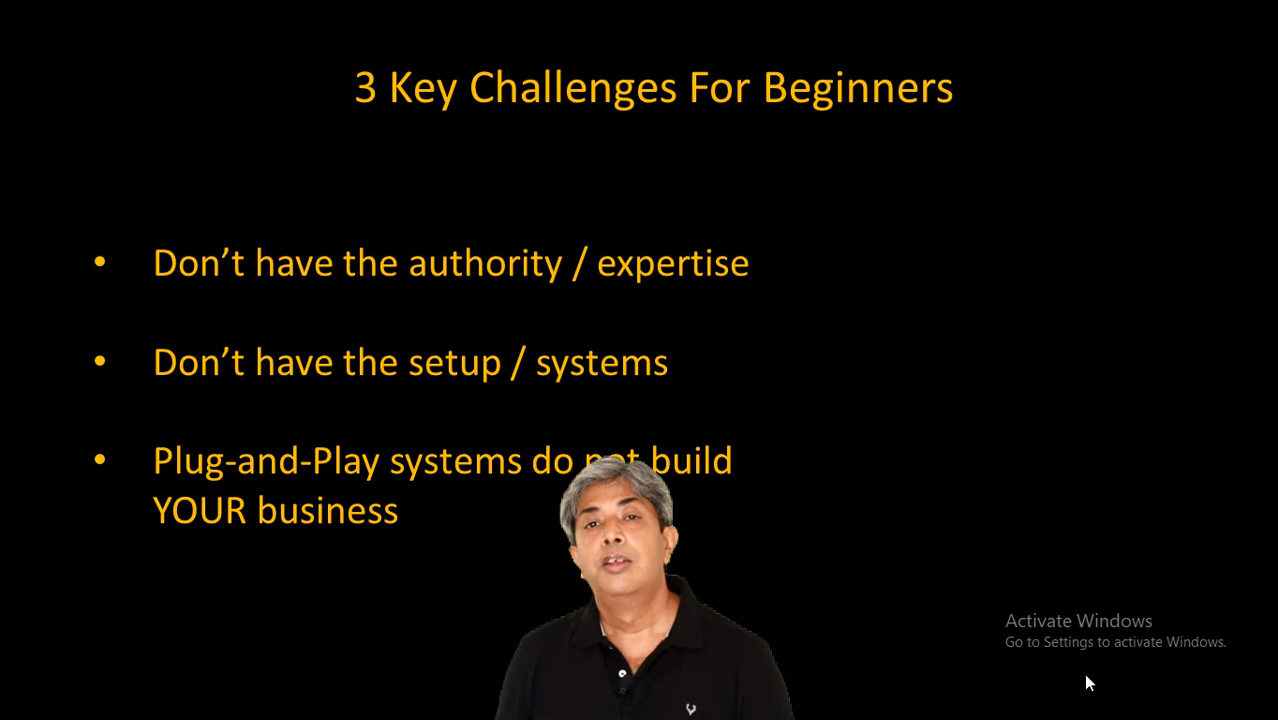 3 Key Challenges For Beginners
• Don’t have the authority / expertise
• Don’t have the setup / systems
• Plug-and-Play systems do not build
YOUR business
Activate Windows
Go to Settings to activate Windows.